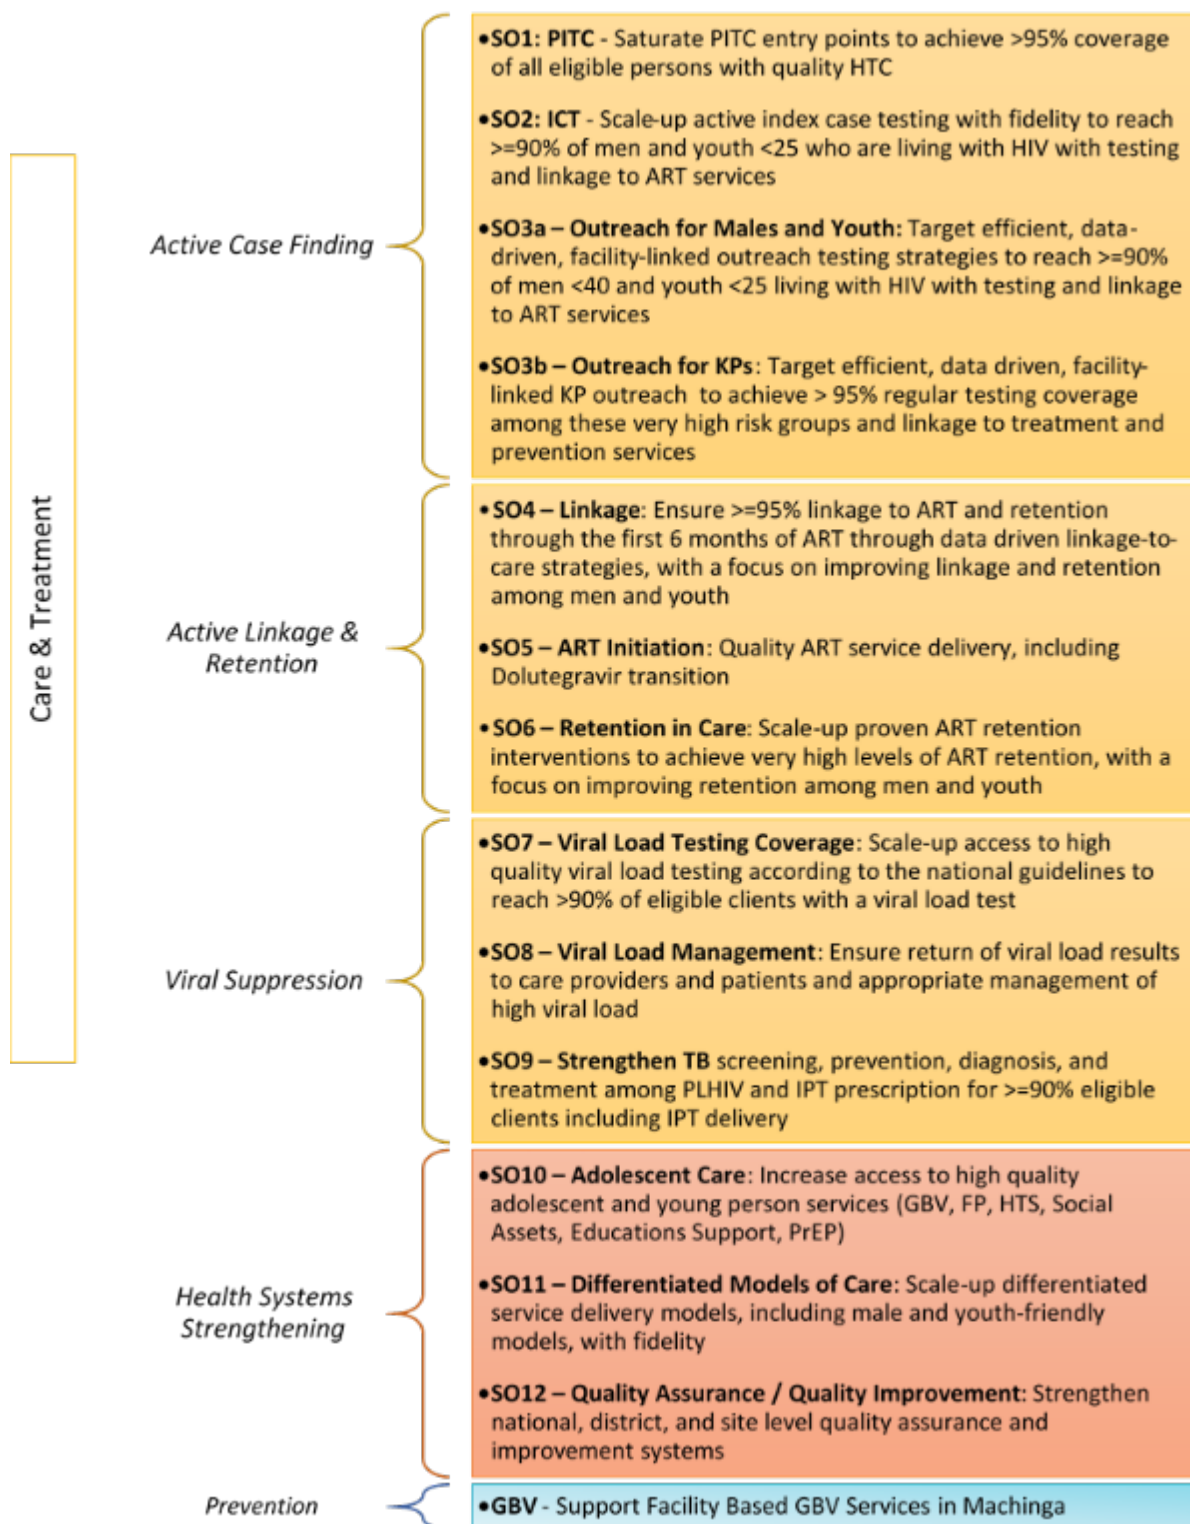 Care & Treatment
Active Case Finding
•SO1: PITC - Saturate PITC entry points to achieve >95% coverage
of all eligible persons with quality HTC
•SO2: ICT - Scale-up active index case testing with fidelity to reach
>=90% of men and youth <25 who are living with HIV with testing
and linkage to ART services
•SO3a – Outreach for Males and Youth: Target efficient, data-
driven, facility-linked outreach testing strategies to reach >=90%
of men <40 and youth <25 living with HIV with testing and linkage
to ART services
•SO3b – Outreach for KPs: Target efficient, data driven, facility-
linked KP outreach to achieve > 95% regular testing coverage
among these very high risk groups and linkage to treatment and
prevention services
Active Linkage &
Retention
•SO4 – Linkage: Ensure >=95% linkage to ART and retention
through the first 6 months of ART through data driven linkage-to-
care strategies, with a focus on improving linkage and retention
among men and youth
•SO5 – ART Initiation: Quality ART service delivery, including
Dolutegravir transition
•SO6 – Retention in Care: Scale-up proven ART retention
interventions to achieve very high levels of ART retention, with a
focus on improving retention among men and youth
Viral Suppression
•SO7 – Viral Load Testing Coverage: Scale-up access to high
quality viral load testing according to the national guidelines to
reach >90% of eligible clients with a viral load test
•SO8 – Viral Load Management: Ensure return of viral load results
to care providers and patients and appropriate management of
high viral load
•SO9 – Strengthen TB screening, prevention, diagnosis, and
treatment among PLHIV and IPT prescription for >=90% eligible
clients including IPT delivery
Health Systems
Strengthening
•SO10 – Adolescent Care: Increase access to high quality
adolescent and young person services (GBV, FP, HTS, Social
Assets, Educations Support, PrEP)
•SO11 – Differentiated Models of Care: Scale-up differentiated
service delivery models, including male and youth-friendly
models, with fidelity
•SO12 – Quality Assurance / Quality Improvement: Strengthen
national, district, and site level quality assurance and
improvement systems
Prevention
•GBV - Support Facility Based GBV Services in Machinga